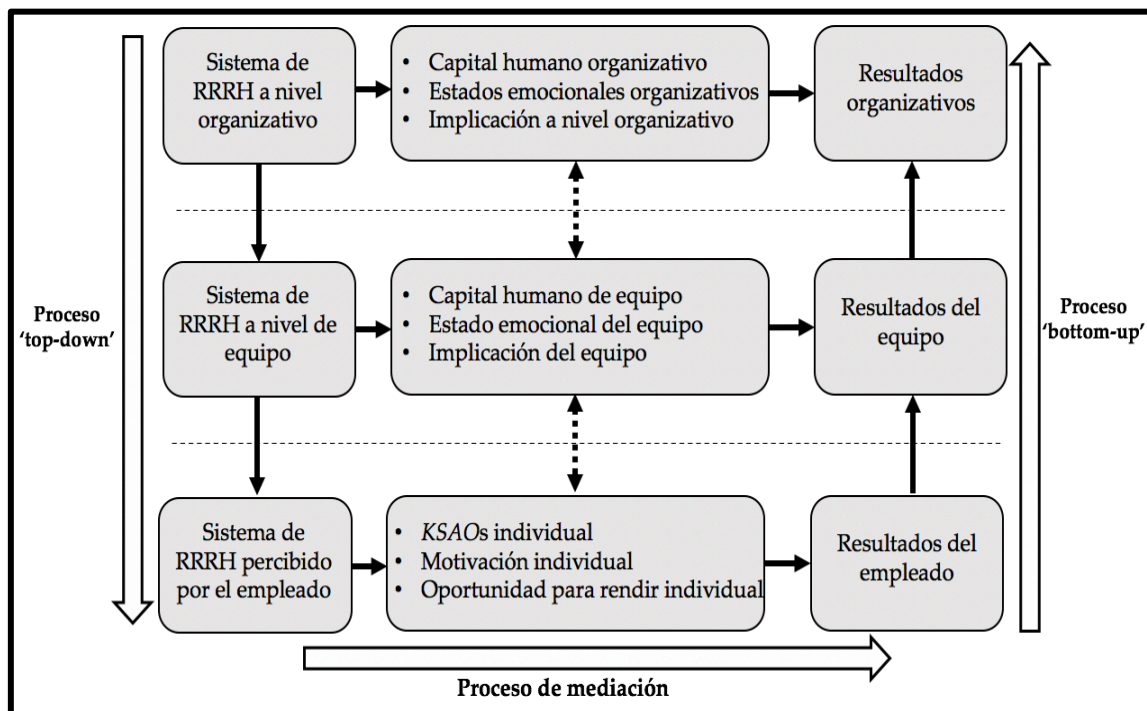 Sistema de
RRRH a nivel
organizativo
• Capital humano organizativo
• Estados emocionales organizativos
• Implicación a nivel organizativo
Resultados
organizativos
Proceso
‘top-down’
Sistema de
RRRH a nivel de
equipo
• Capital humano de equipo
• Estado emocional del equipo
• Implicación del equipo
Resultados del
equipo
Proceso
‘bottom-up’
Sistema de
RRRH percibido
por el empleado
• KSAOs individual
• Motivación individual
• Oportunidad para rendir individual
Resultados del
empleado
Proceso de mediación